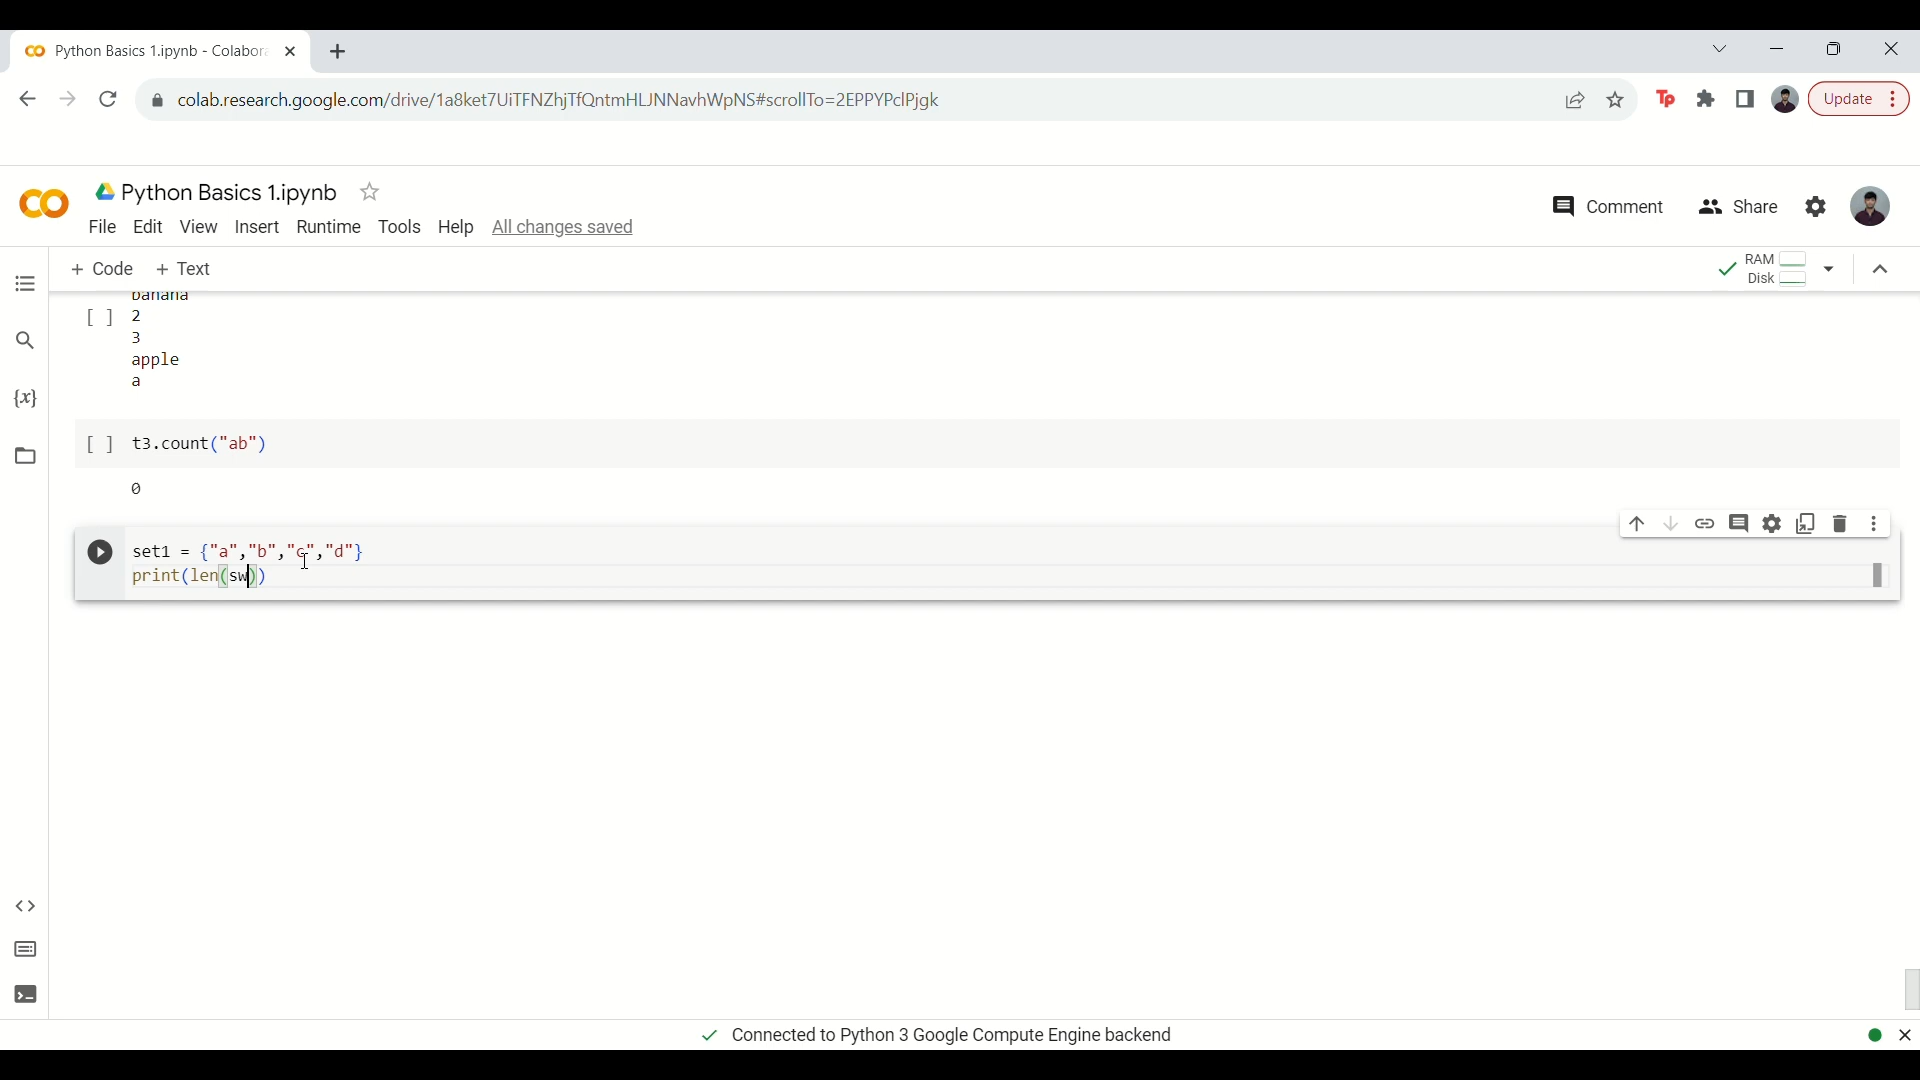 Python Basics 1.ipynb - Colabora
colab.research.google.com/drive/1a8ket7UiTFNZhjTfQntmHLJNNavhWpNS#scrollTo=2EPPYPclPjgk
Tp
Update
Python Basics 1.ipynb
File Edit View Insert Runtime Tools Help All changes saved
Comment
Share
+ Code + Text
RAM
Disk
banana
[ ] 2
3
apple
a
{x}
[ ] t3.count("ab")
0
set1 = {"a","b","c","d"}
print(len(sw))
Connected to Python 3 Google Compute Engine backend